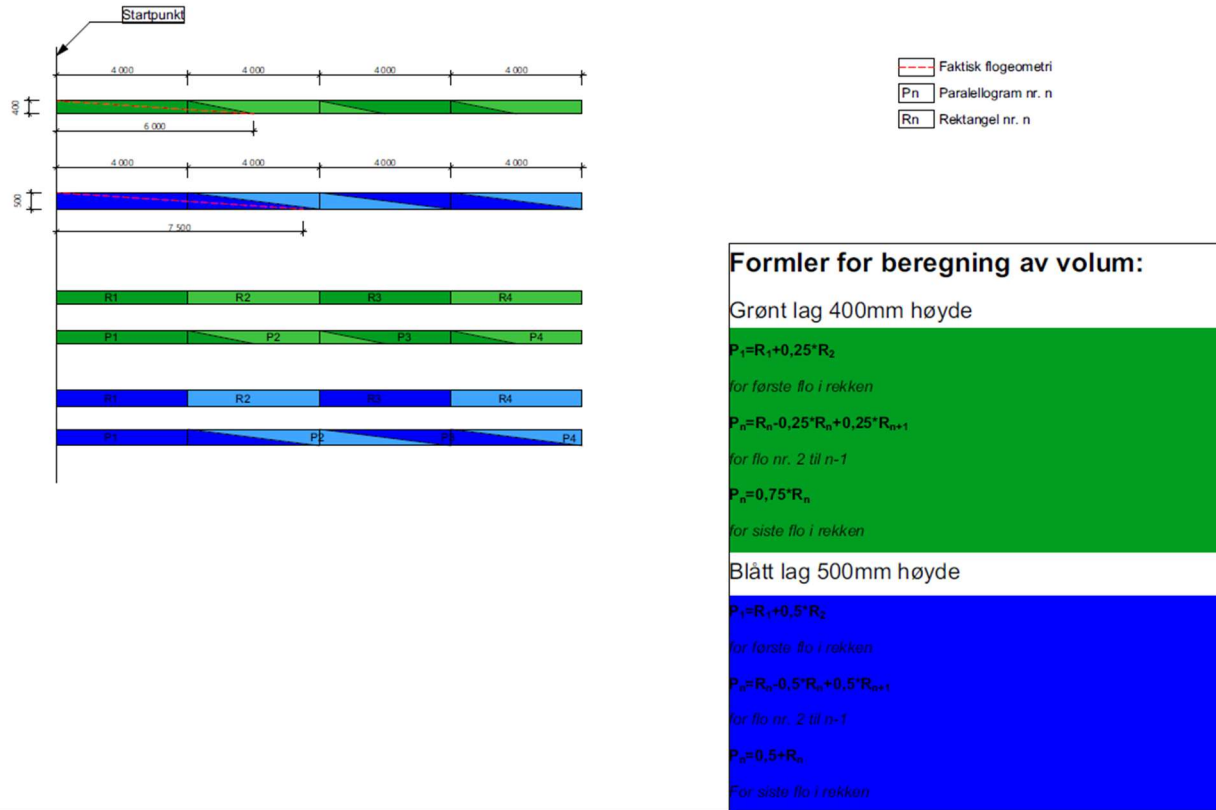 Startpunkt
4 000 4 000 4 000 4 000
400
6 000
4 000 4 000 4 000 4 000
500
7 500
R1 R2 R3 R4
P1 P2 P3 P4
R1 R2 R3 R4
P1 P2 P3 P4
Faktisk flogeometri
Pn Paralellogram nr. n
Rn Rektangel nr. n
Formler for beregning av volum:
Grønt lag 400mm høyde
P₁=R₁+0,25*R₂
for første flo i rekken
Pₙ=Rₙ-0,25*Rₙ+0,25*Rₙ₊₁
for flo nr. 2 til n-1
Pₙ=0,75*Rₙ
for siste flo i rekken
Blått lag 500mm høyde
P₁=R₁+0,5*R₂
for første flo i rekken
Pₙ=Rₙ-0,5*Rₙ+0,5*Rₙ₊₁
for flo nr. 2 til n-1
Pₙ=0,5+Rₙ
For siste flo i rekken